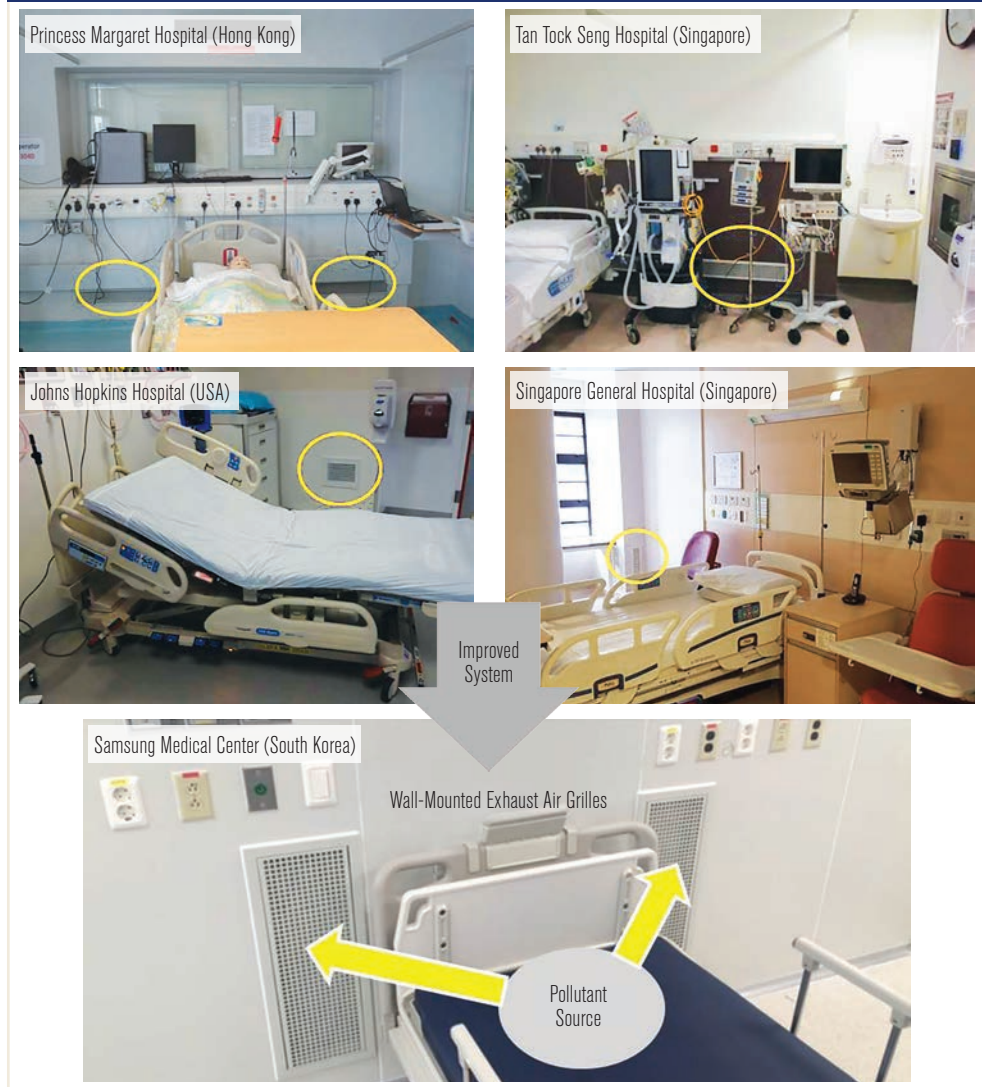 Princess Margaret Hospital (Hong Kong)
Tan Tock Seng Hospital (Singapore)
Johns Hopkins Hospital (USA)
Singapore General Hospital (Singapore)
Improved
System
Samsung Medical Center (South Korea)
Wall-Mounted Exhaust Air Grilles
Pollutant
Source